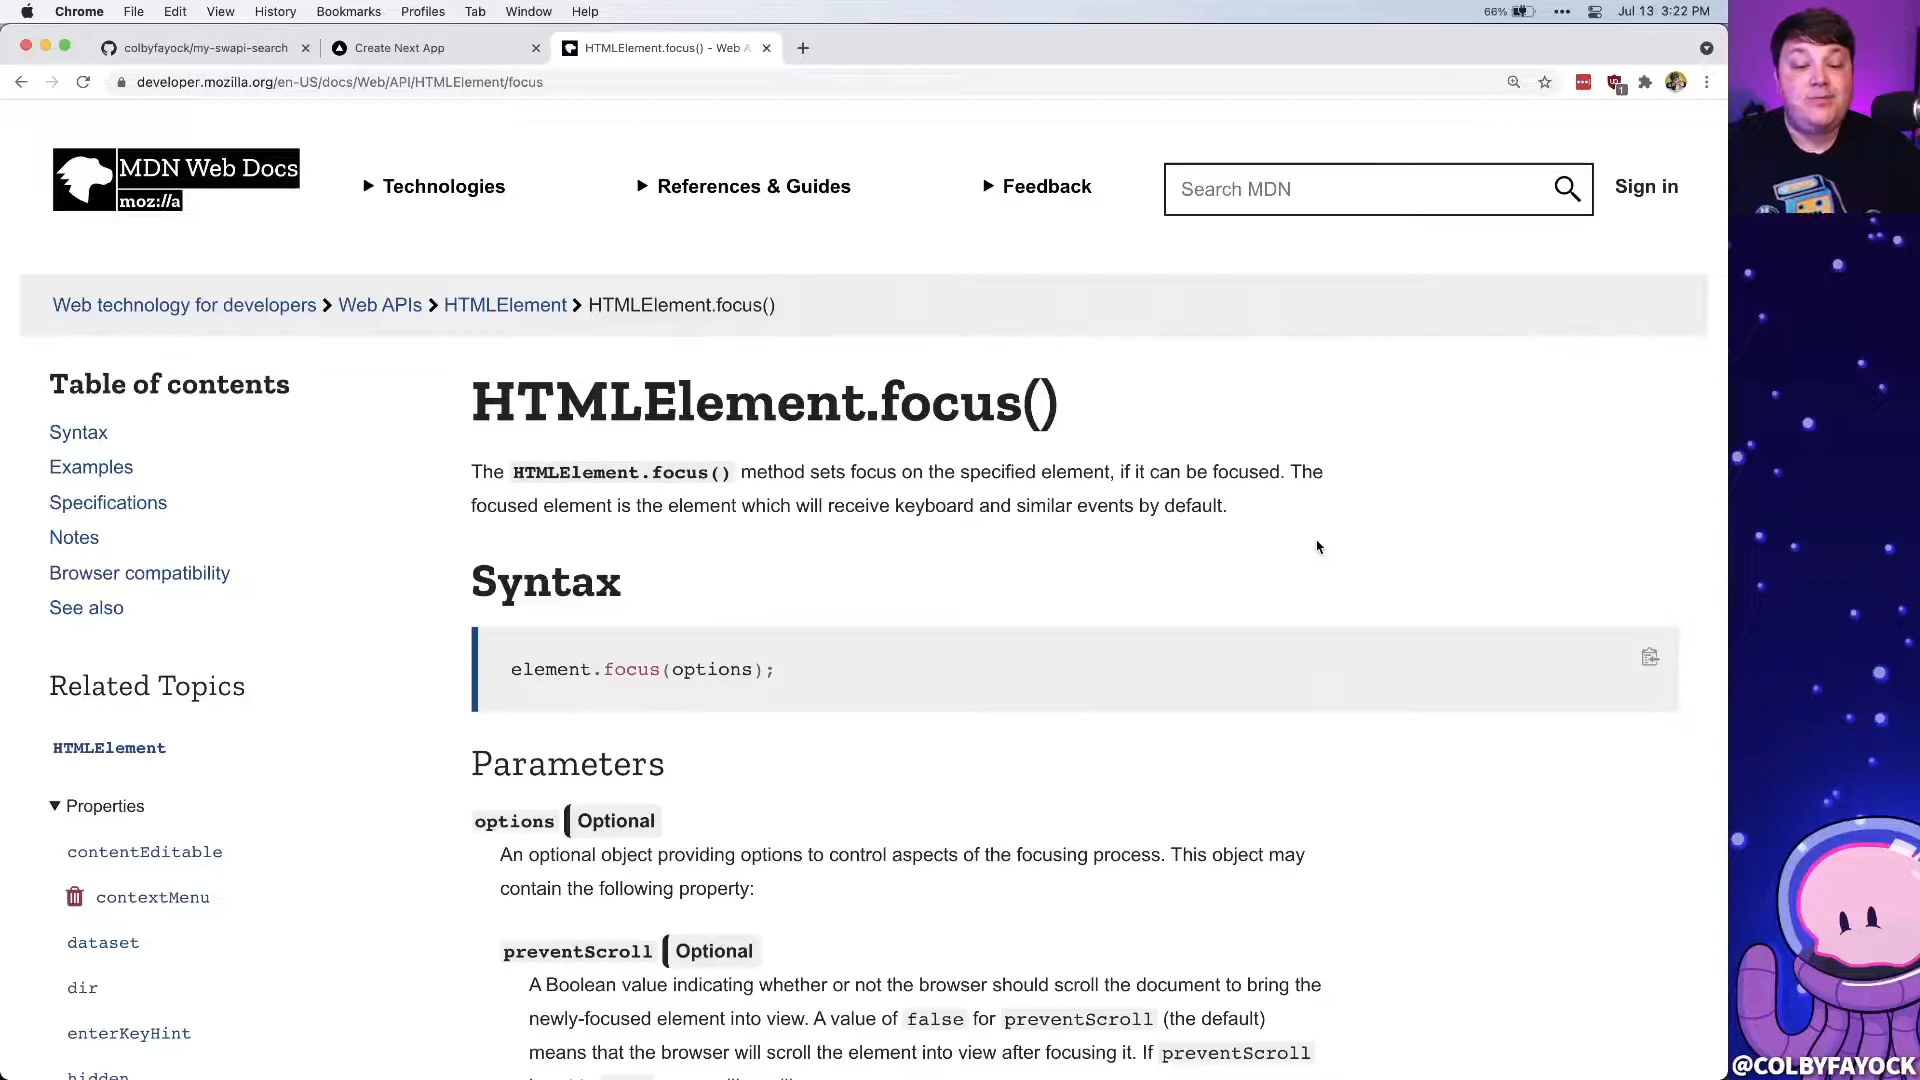 Chrome File Edit View History Bookmarks Profiles Tab Window Help 66% Jul 13 3:22 PM
colbyfayock/my-swapi-search Create Next App HTMLElement.focus() - Web A
developer.mozilla.org/en-US/docs/Web/API/HTMLElement/focus
MDN Web Docs
moz://a
Technologies References & Guides Feedback Search MDN Sign in
Web technology for developers Web APIs HTMLElement HTMLElement.focus()
Table of contents
Syntax
Examples
Specifications
Notes
Browser compatibility
See also
Related Topics
HTMLElement
Properties
contentEditable
contextMenu
dataset
dir
enterKeyHint
hidden
HTMLElement.focus()
The HTMLElement.focus() method sets focus on the specified element, if it can be focused. The
focused element is the element which will receive keyboard and similar events by default.
Syntax
element.focus(options);
Parameters
options Optional
An optional object providing options to control aspects of the focusing process. This object may
contain the following property:
preventScroll Optional
A Boolean value indicating whether or not the browser should scroll the document to bring the
newly-focused element into view. A value of false for preventScroll (the default)
means that the browser will scroll the element into view after focusing it. If preventScroll
@COLBYFAYOCK